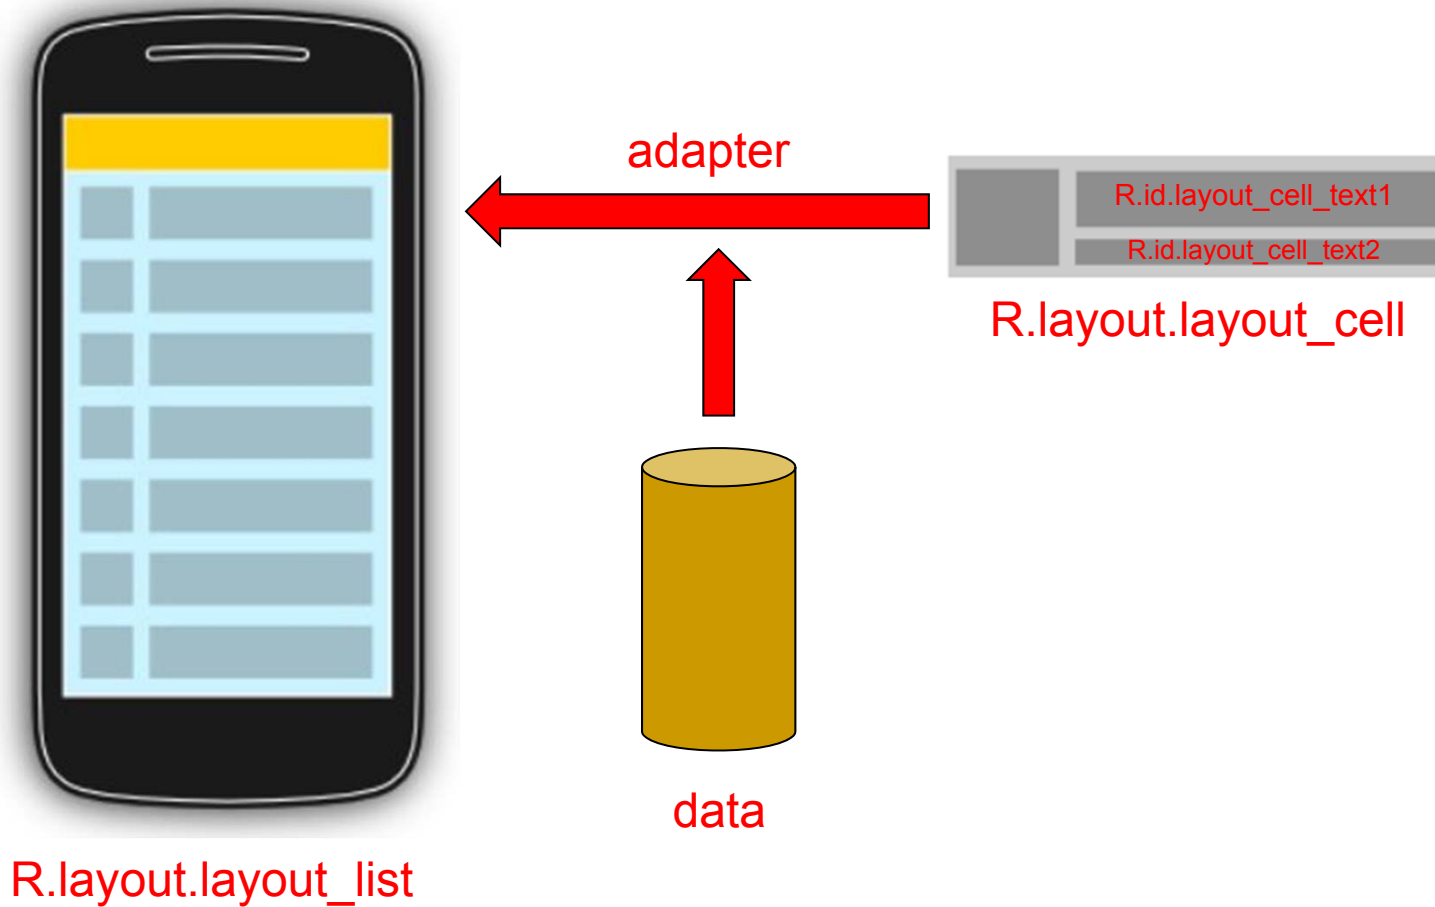 adapter
R.id.layout_cell_text1
R.id.layout_cell_text2
R.layout.layout_cell
data
R.layout.layout_list